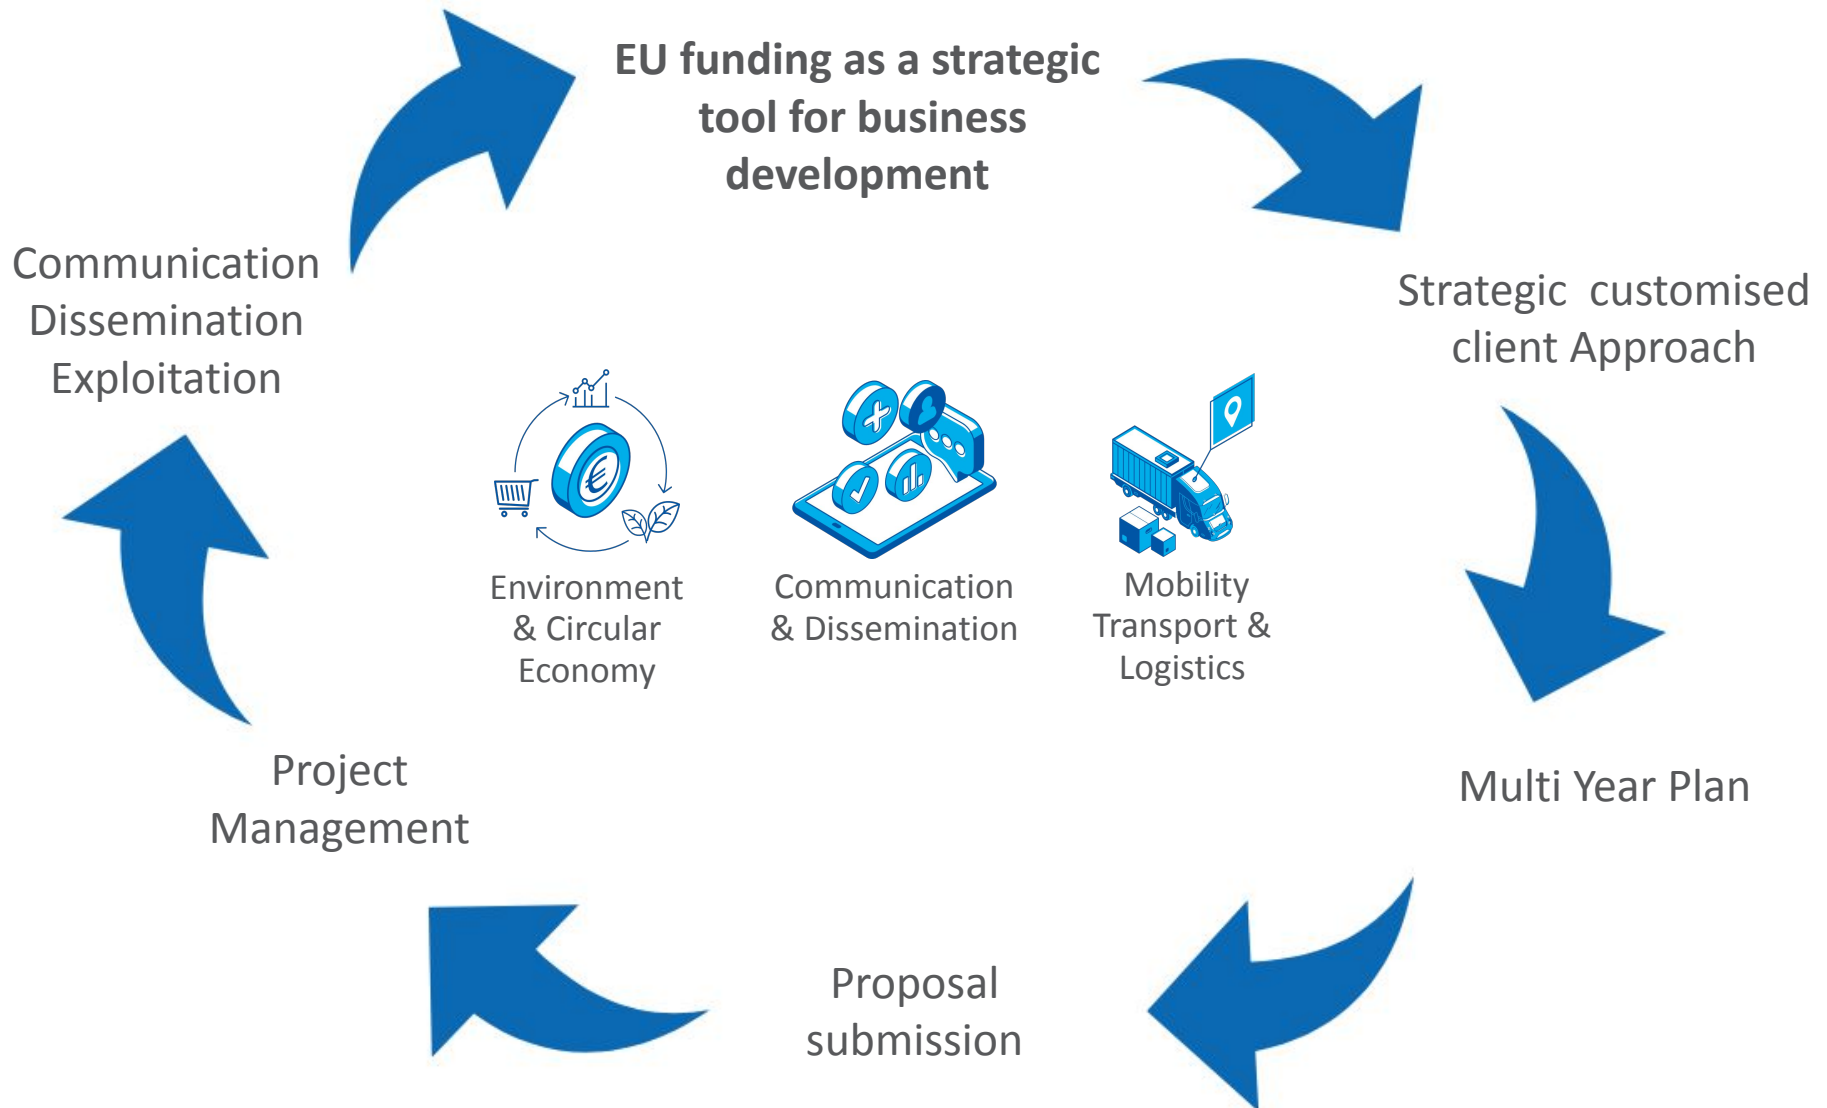 EU funding as a strategic
tool for business
development
Strategic customised
client Approach
Multi Year Plan
Proposal
submission
Project
Management
Communication
Dissemination
Exploitation
€
Environment
& Circular
Economy
Communication
& Dissemination
Mobility
Transport &
Logistics